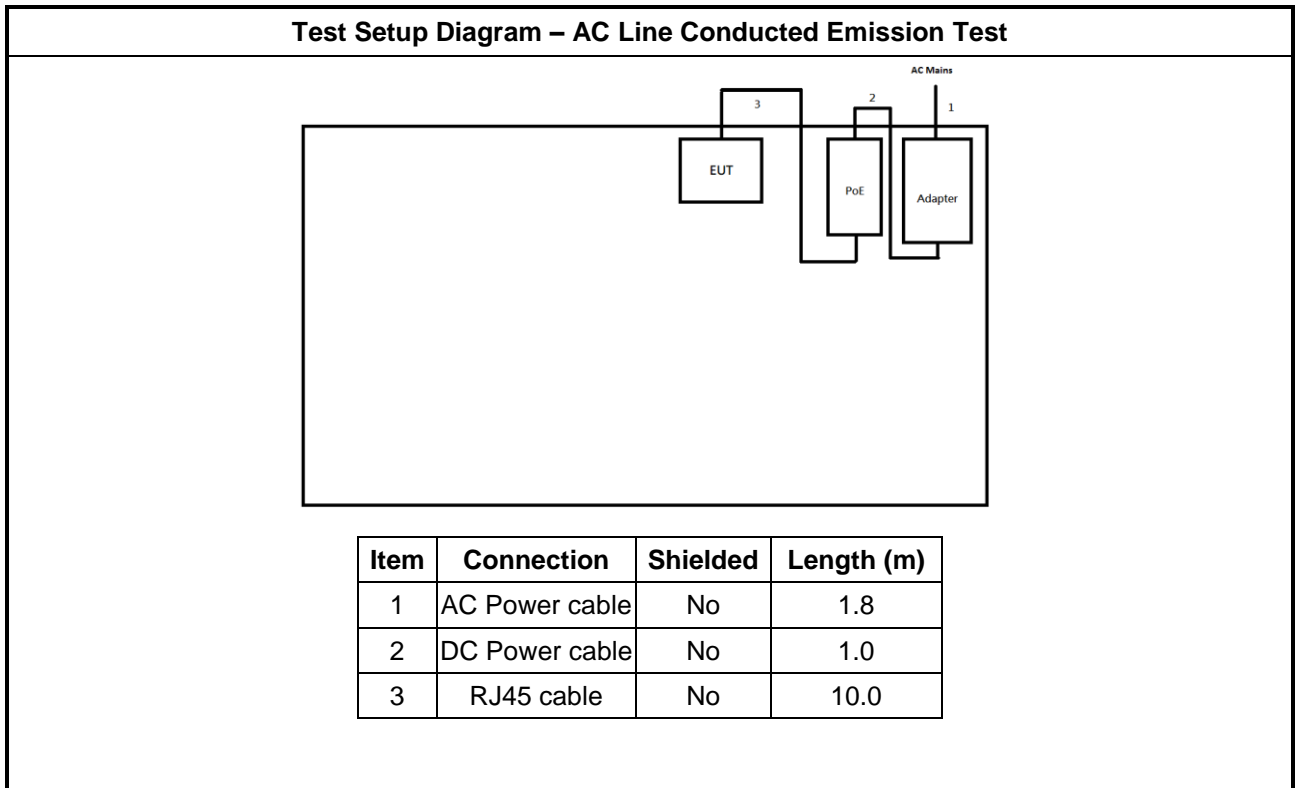 Test Setup Diagram – AC Line Conducted Emission Test
AC Mains
3
2
1
EUT
PoE
Adapter
Item Connection Shielded Length (m)
1 AC Power cable No 1.8
2 DC Power cable No 1.0
3 RJ45 cable No 10.0